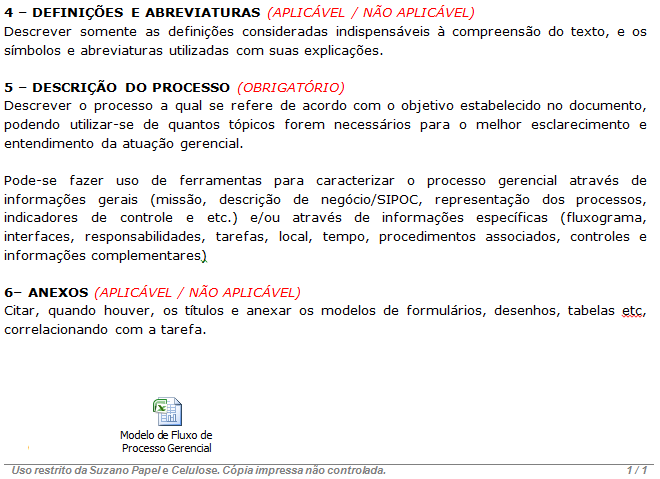 4 – DEFINIÇÕES E ABREVIATURAS (APLICÁVEL / NÃO APLICÁVEL)
Descrever somente as definições consideradas indispensáveis à compreensão do texto, e os
símbolos e abreviaturas utilizadas com suas explicações.
5 – DESCRIÇÃO DO PROCESSO (OBRIGATÓRIO)
Descrever o processo a qual se refere de acordo com o objetivo estabelecido no documento,
podendo utilizar-se de quantos tópicos forem necessários para o melhor esclarecimento e
entendimento da atuação gerencial.
Pode-se fazer uso de ferramentas para caracterizar o processo gerencial através de
informações gerais (missão, descrição de negócio/SIPOC, representação dos processos,
indicadores de controle e etc.) e/ou através de informações específicas (fluxograma,
interfaces, responsabilidades, tarefas, local, tempo, procedimentos associados, controles e
informações complementares)
6– ANEXOS (APLICÁVEL / NÃO APLICÁVEL)
Citar, quando houver, os títulos e anexar os modelos de formulários, desenhos, tabelas etc,
correlacionando com a tarefa.
Modelo de Fluxo de
Processo Gerencial
Uso restrito da Suzano Papel e Celulose. Cópia impressa não controlada. 1 / 1